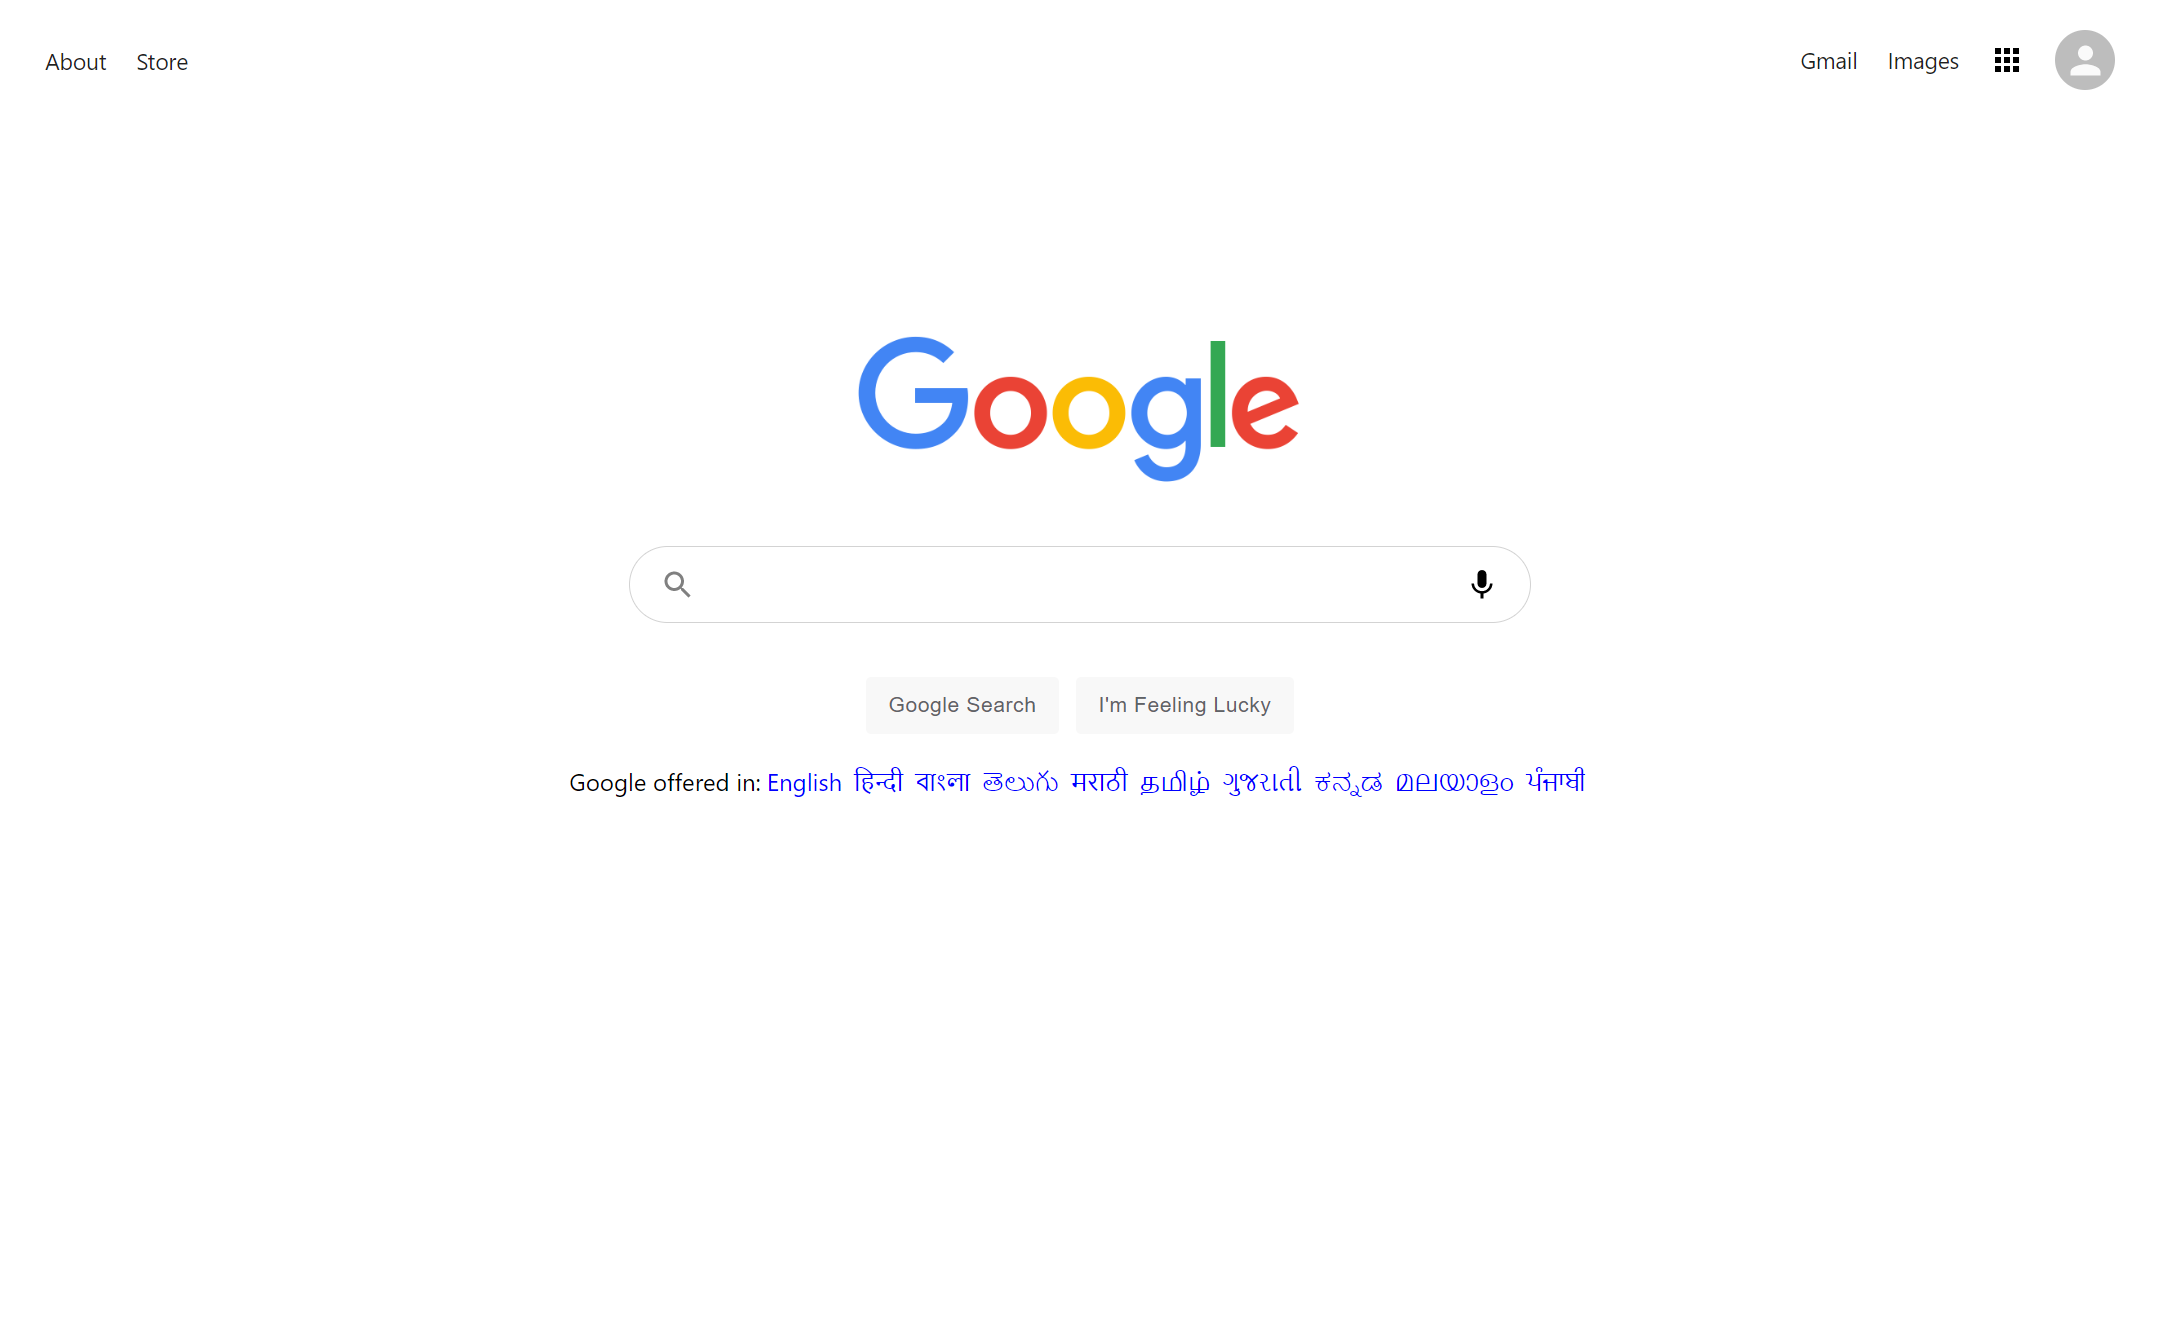 About Store
Gmail Images
Google
Google Search I'm Feeling Lucky
Google offered in: English हिन्दी বাংলা తెలుగు मराठी தமிழ் ગુજરાતી ಕನ್ನಡ മലയാളം ਪੰਜਾਬੀ